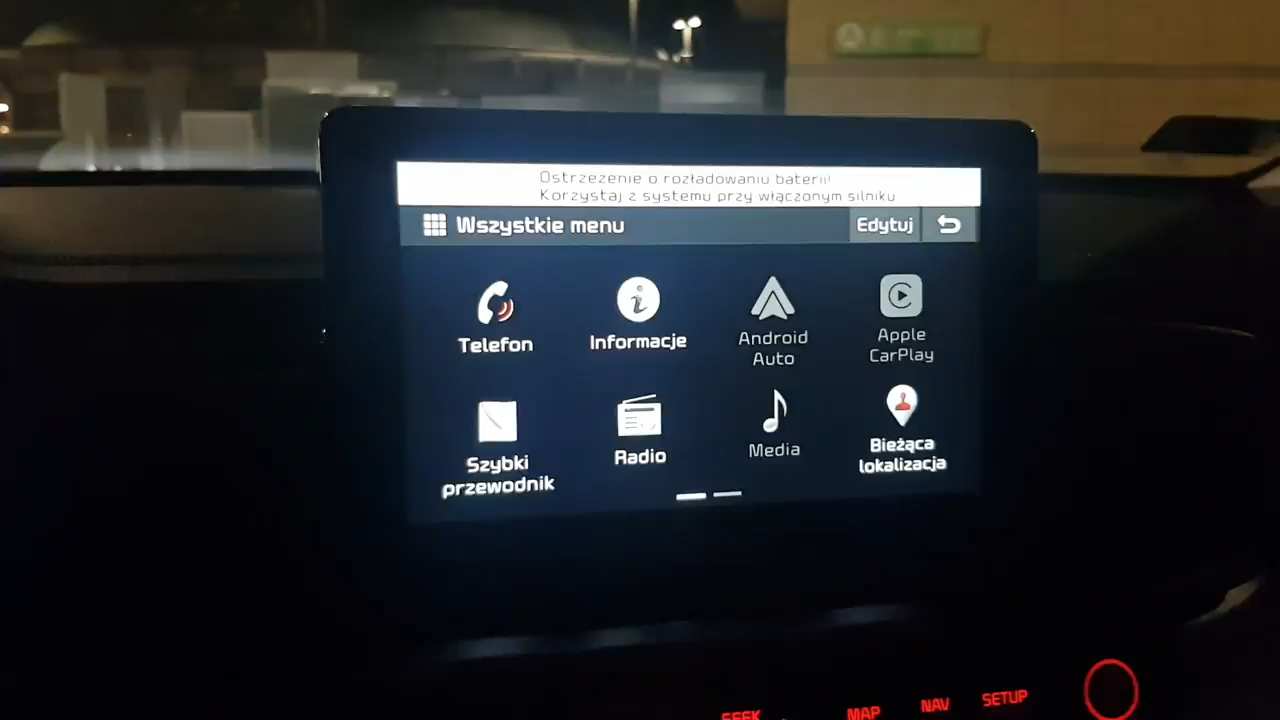 Ostrzeżenie o rozładowaniu baterii!
Korzystaj z systemu przy włączonym silniku
Wszystkie menu
Edytuj
Telefon
Informacje
Android
Auto
Apple
CarPlay
Szybki
przewodnik
Radio
Media
Bieżąca
lokalizacja
SEEK
MAP
NAV
SETUP